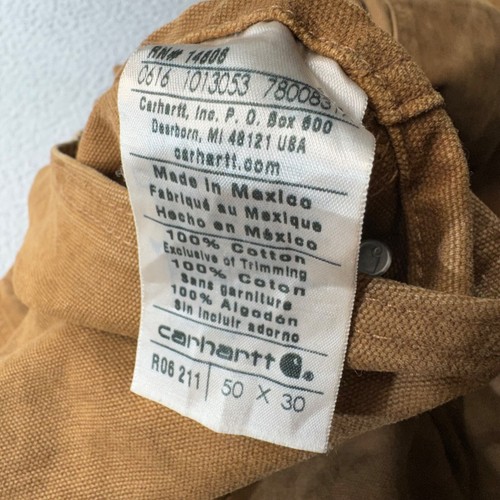 RN# 14806
0616 1013053 780083
Carhartt, Inc. P. O. Box 600
Dearborn, MI 48121 USA
carhartt.com
Made in Mexico
Fabriqué au Mexique
Hecho en México
100% Cotton
Exclusive of Trimming
100% Coton
Sans garniture
100% Algodón
Sin incluir adorno
carhartt
R06 211 50 X 30